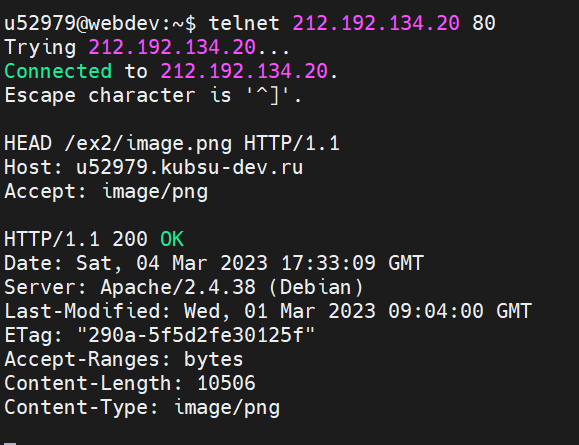 u52979@webdev:~$ telnet 212.192.134.20 80
Trying 212.192.134.20...
Connected to 212.192.134.20.
Escape character is '^]'.
HEAD /ex2/image.png HTTP/1.1
Host: u52979.kubsu-dev.ru
Accept: image/png
HTTP/1.1 200 OK
Date: Sat, 04 Mar 2023 17:33:09 GMT
Server: Apache/2.4.38 (Debian)
Last-Modified: Wed, 01 Mar 2023 09:04:00 GMT
ETag: "290a-5f5d2fe30125f"
Accept-Ranges: bytes
Content-Length: 10506
Content-Type: image/png